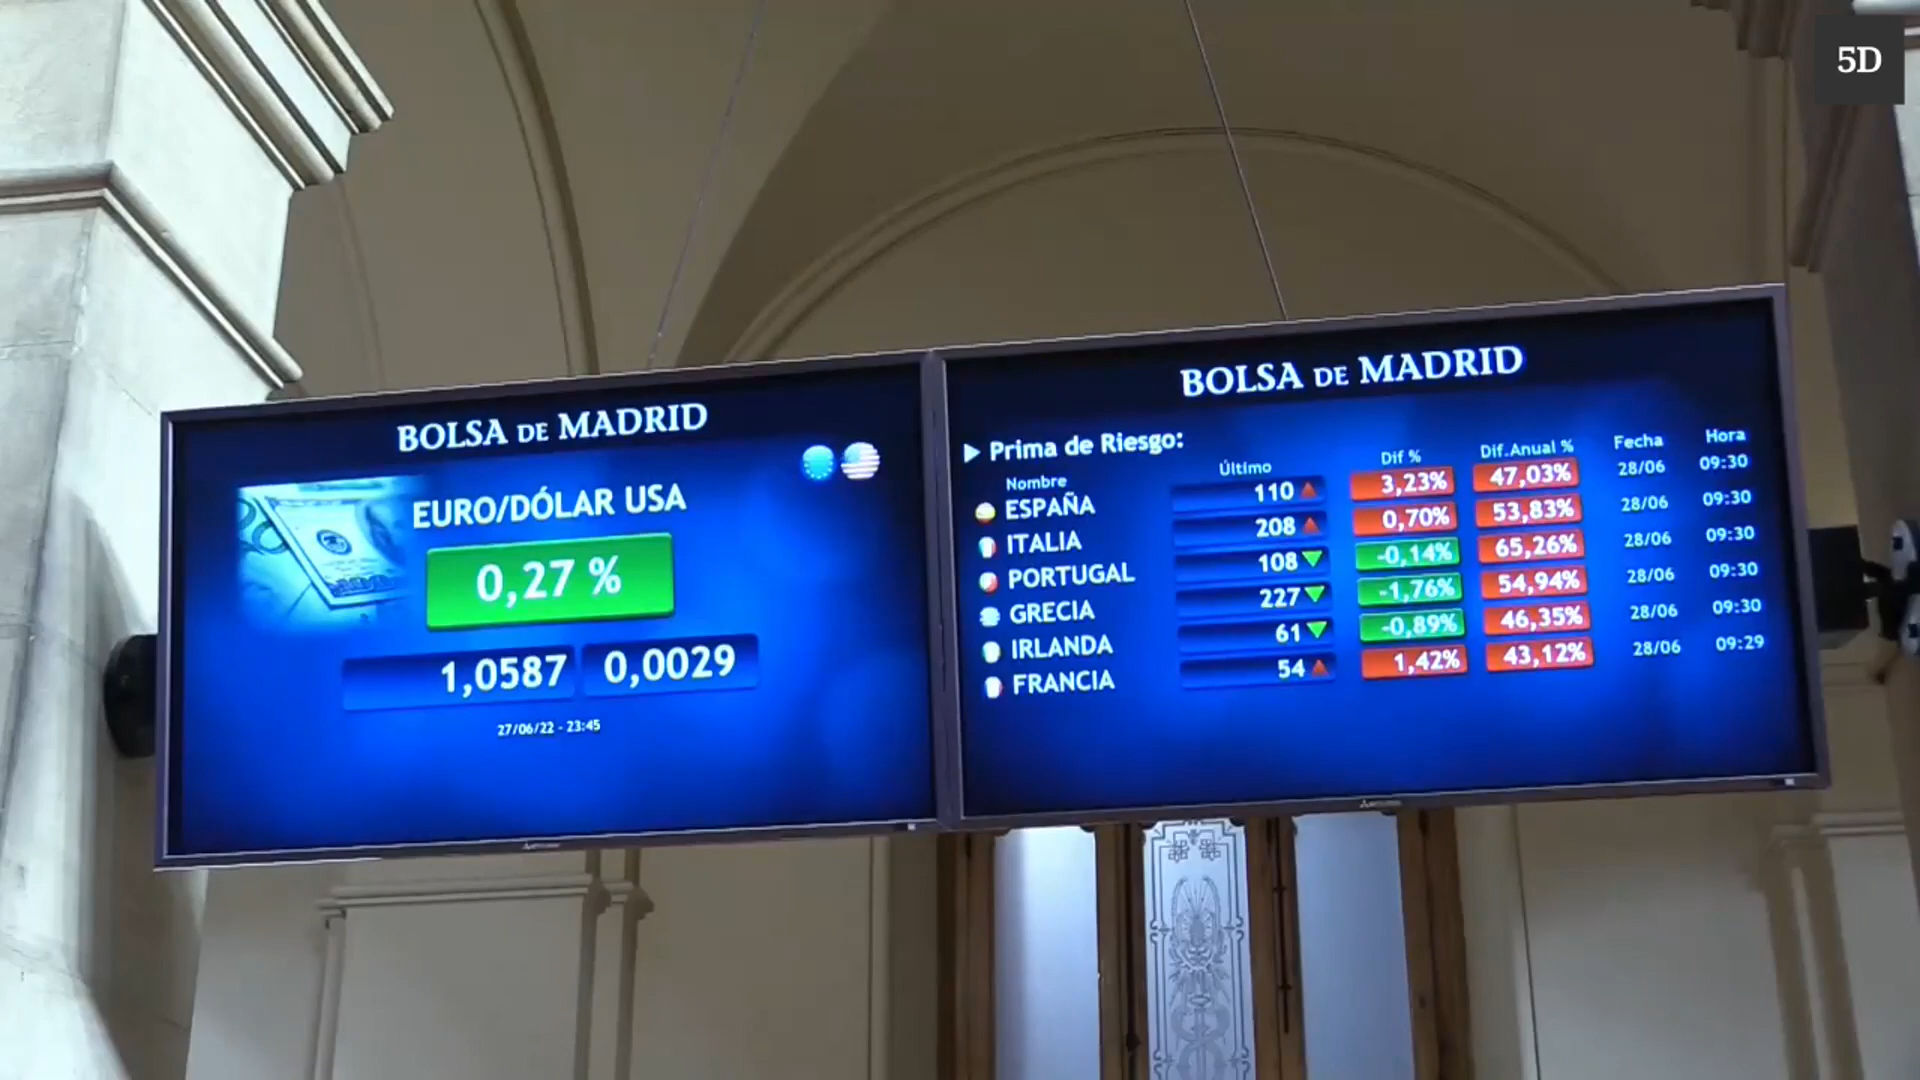 5D
BOLSA DE MADRID
EURO/DÓLAR USA
0,27 %
1,0587 0,0029
27/06/22 - 23:45
BOLSA DE MADRID
Prima de Riesgo:
Nombre Último Dif % Dif.Anual % Fecha Hora
ESPAÑA 110 3,23% 47,03% 28/06 09:30
ITALIA 208 0,70% 53,83% 28/06 09:30
PORTUGAL 108 -0,14% 65,26% 28/06 09:30
GRECIA 227 -1,76% 54,94% 28/06 09:30
IRLANDA 61 -0,89% 46,35% 28/06 09:30
FRANCIA 54 1,42% 43,12% 28/06 09:29